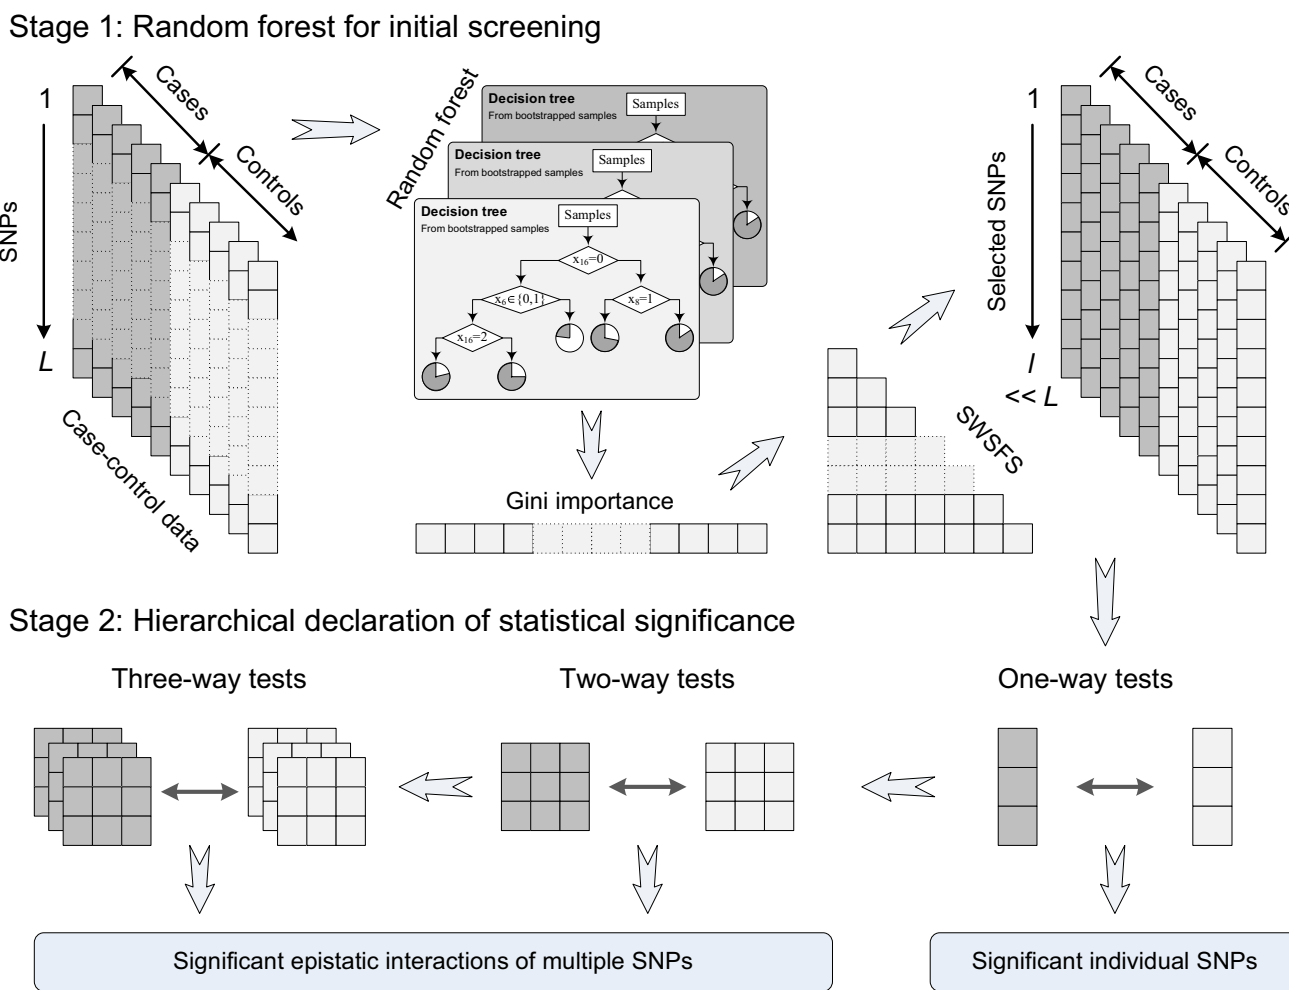 Stage 1: Random forest for initial screening
1
SNPs
L
Cases
Controls
Case-control data
Random forest
Decision tree
From bootstrapped samples
Samples
Decision tree
From bootstrapped samples
Samples
Decision tree
From bootstrapped samples
Samples
x₁₆=0
x₆∈{0,1}
x₈=1
x₁₆=2
Gini importance
SWSFS
1
Selected SNPs
l
<< L
Cases
Controls
Stage 2: Hierarchical declaration of statistical significance
Three-way tests
Two-way tests
One-way tests
Significant epistatic interactions of multiple SNPs
Significant individual SNPs